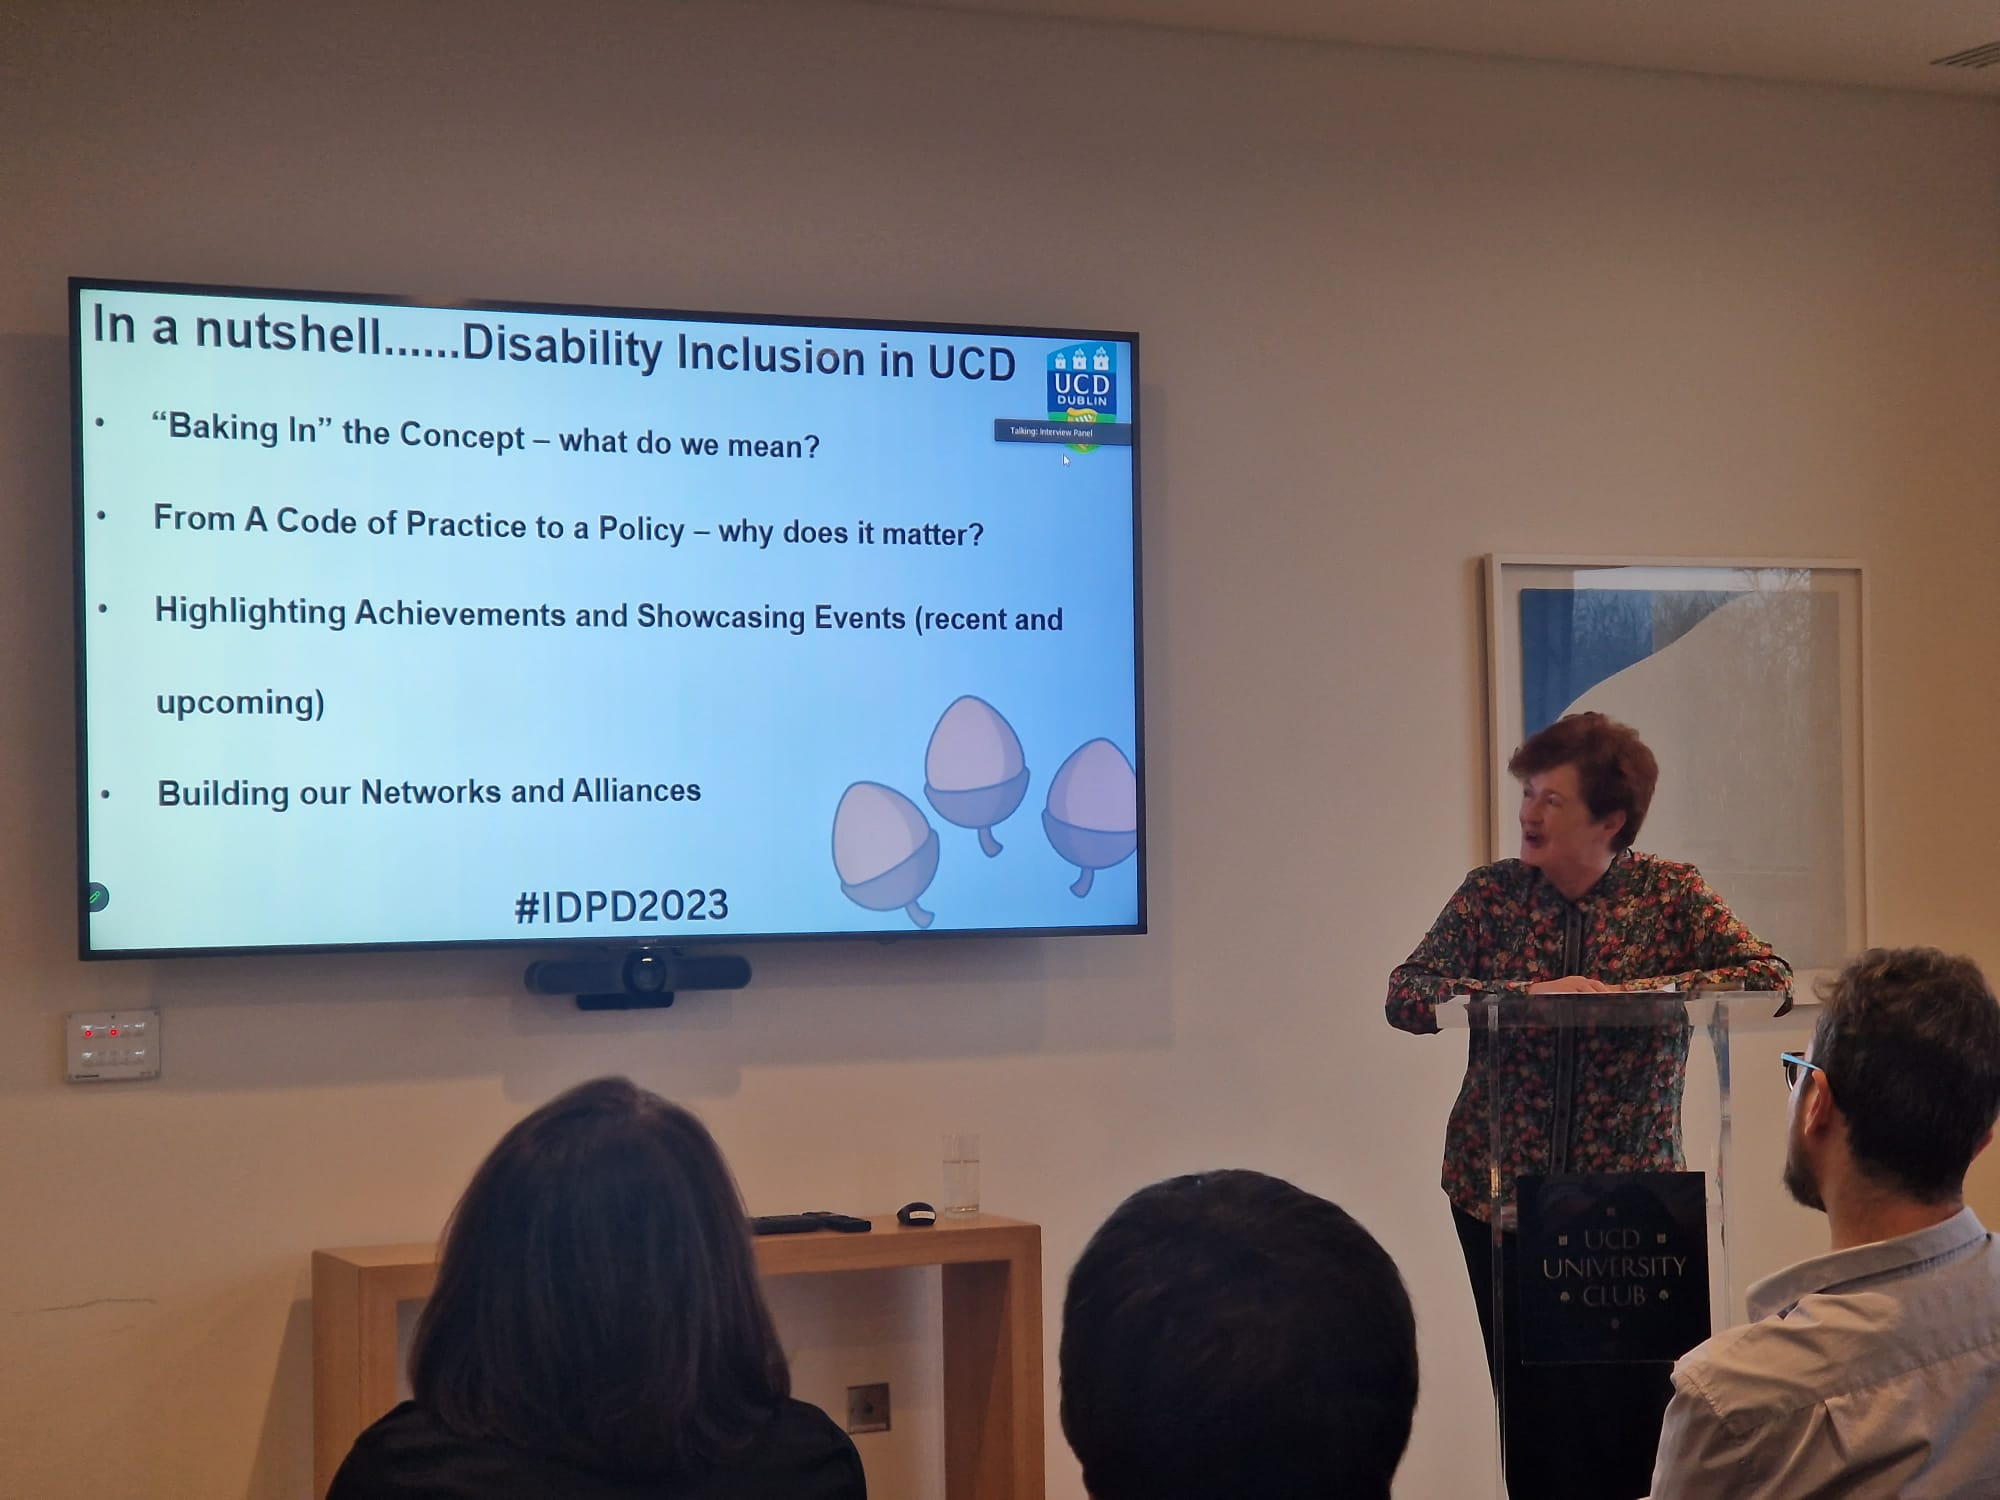 In a nutshell......Disability Inclusion in UCD
UCD
DUBLIN
Talking: Interview Panel
• “Baking In” the Concept – what do we mean?
• From A Code of Practice to a Policy – why does it matter?
• Highlighting Achievements and Showcasing Events (recent and
upcoming)
• Building our Networks and Alliances
#IDPD2023
UCD
UNIVERSITY
CLUB